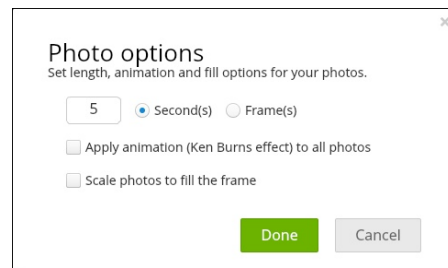 Photo options
Set length, animation and fill options for your photos.
5 Second(s) Frame(s)
Apply animation (Ken Burns effect) to all photos
Scale photos to fill the frame
Done Cancel